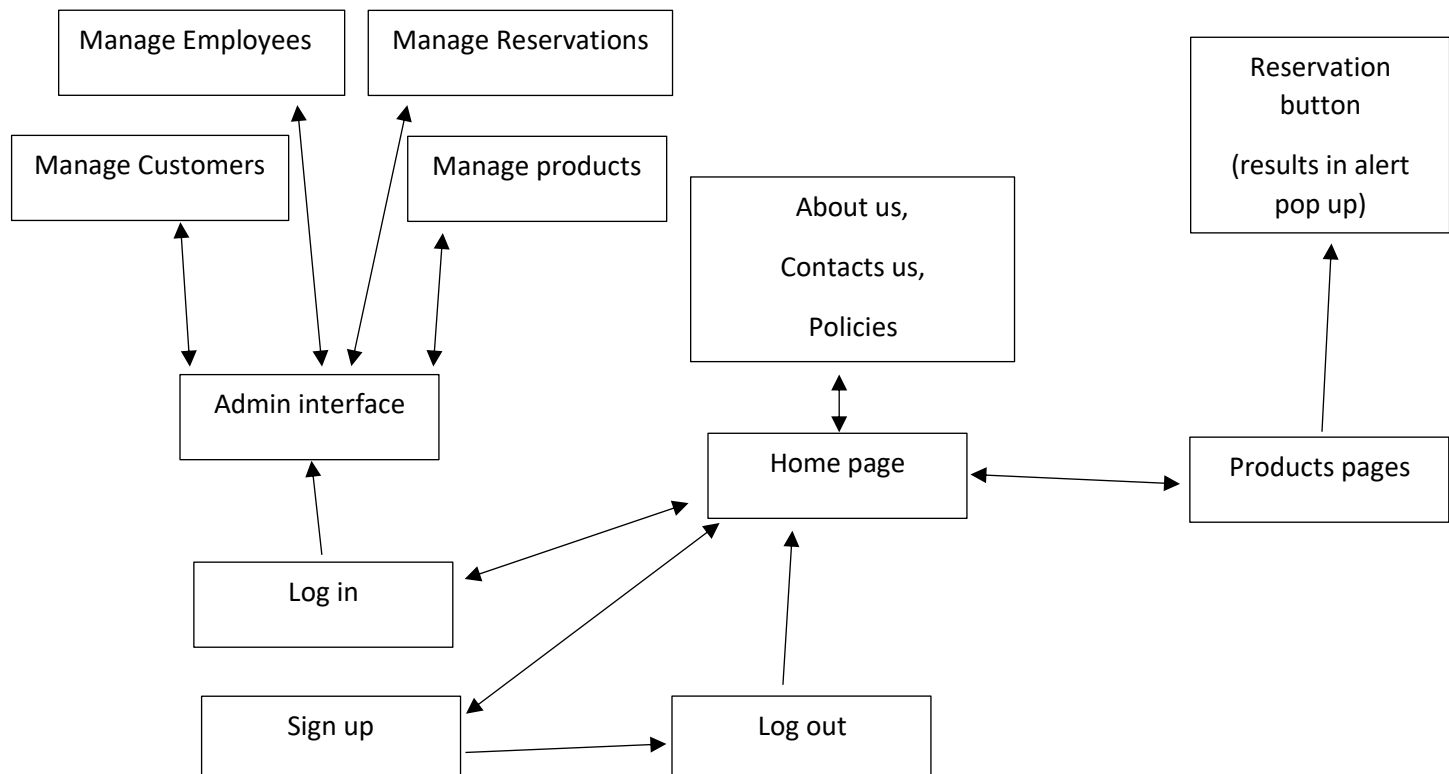 Manage Employees
Manage Reservations
Reservation
button
(results in alert
pop up)
Manage Customers
Manage products
About us,
Contacts us,
Policies
Admin interface
Home page
Products pages
Log in
Sign up
Log out